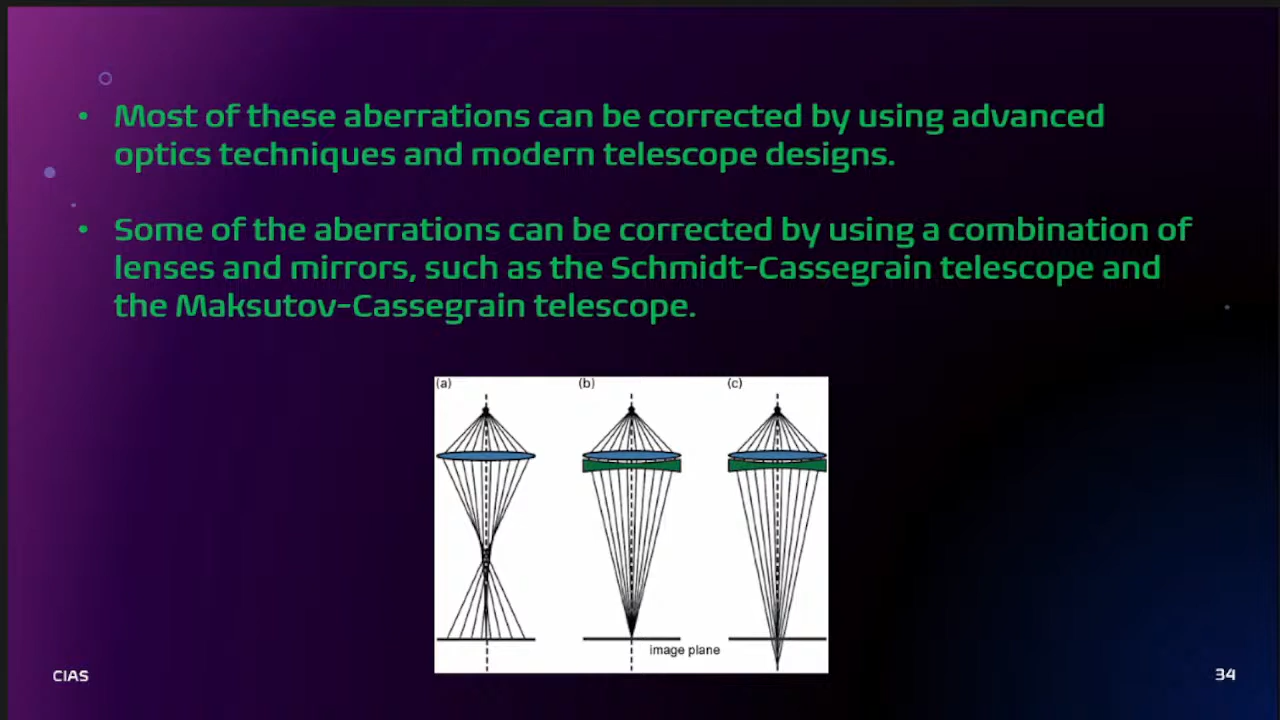 • Most of these aberrations can be corrected by using advanced
optics techniques and modern telescope designs.
• Some of the aberrations can be corrected by using a combination of
lenses and mirrors, such as the Schmidt-Cassegrain telescope and
the Maksutov-Cassegrain telescope.
(a) (b) (c)
image plane
CIAS 34